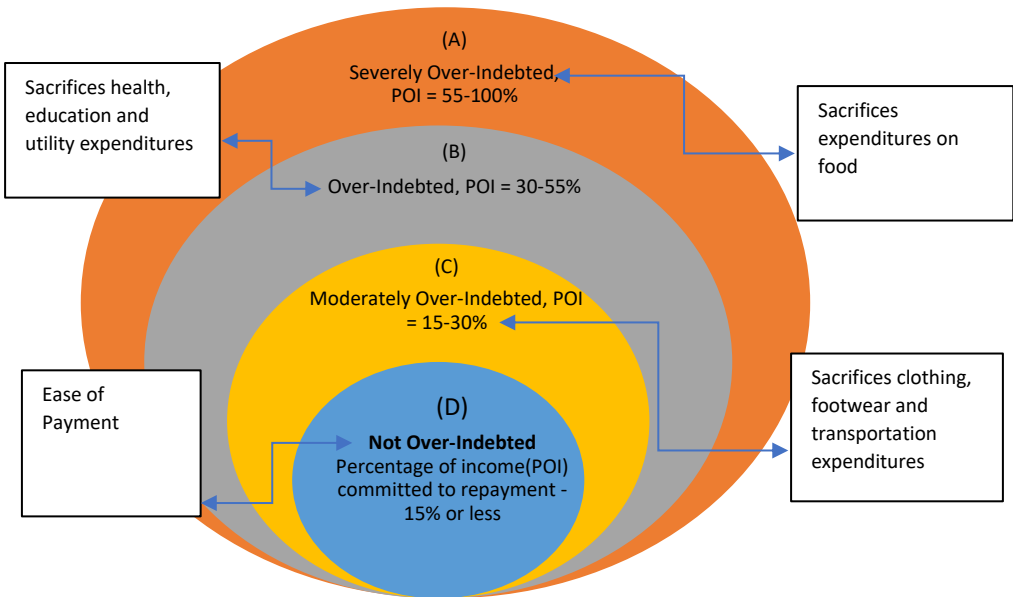 (A)
Severely Over-Indebted,
POI = 55-100%
Sacrifices health,
education and
utility expenditures
Sacrifices
expenditures on
food
(B)
Over-Indebted, POI = 30-55%
(C)
Moderately Over-Indebted, POI
= 15-30%
Ease of
Payment
Sacrifices clothing,
footwear and
transportation
expenditures
(D)
Not Over-Indebted
Percentage of income(POI)
committed to repayment -
15% or less